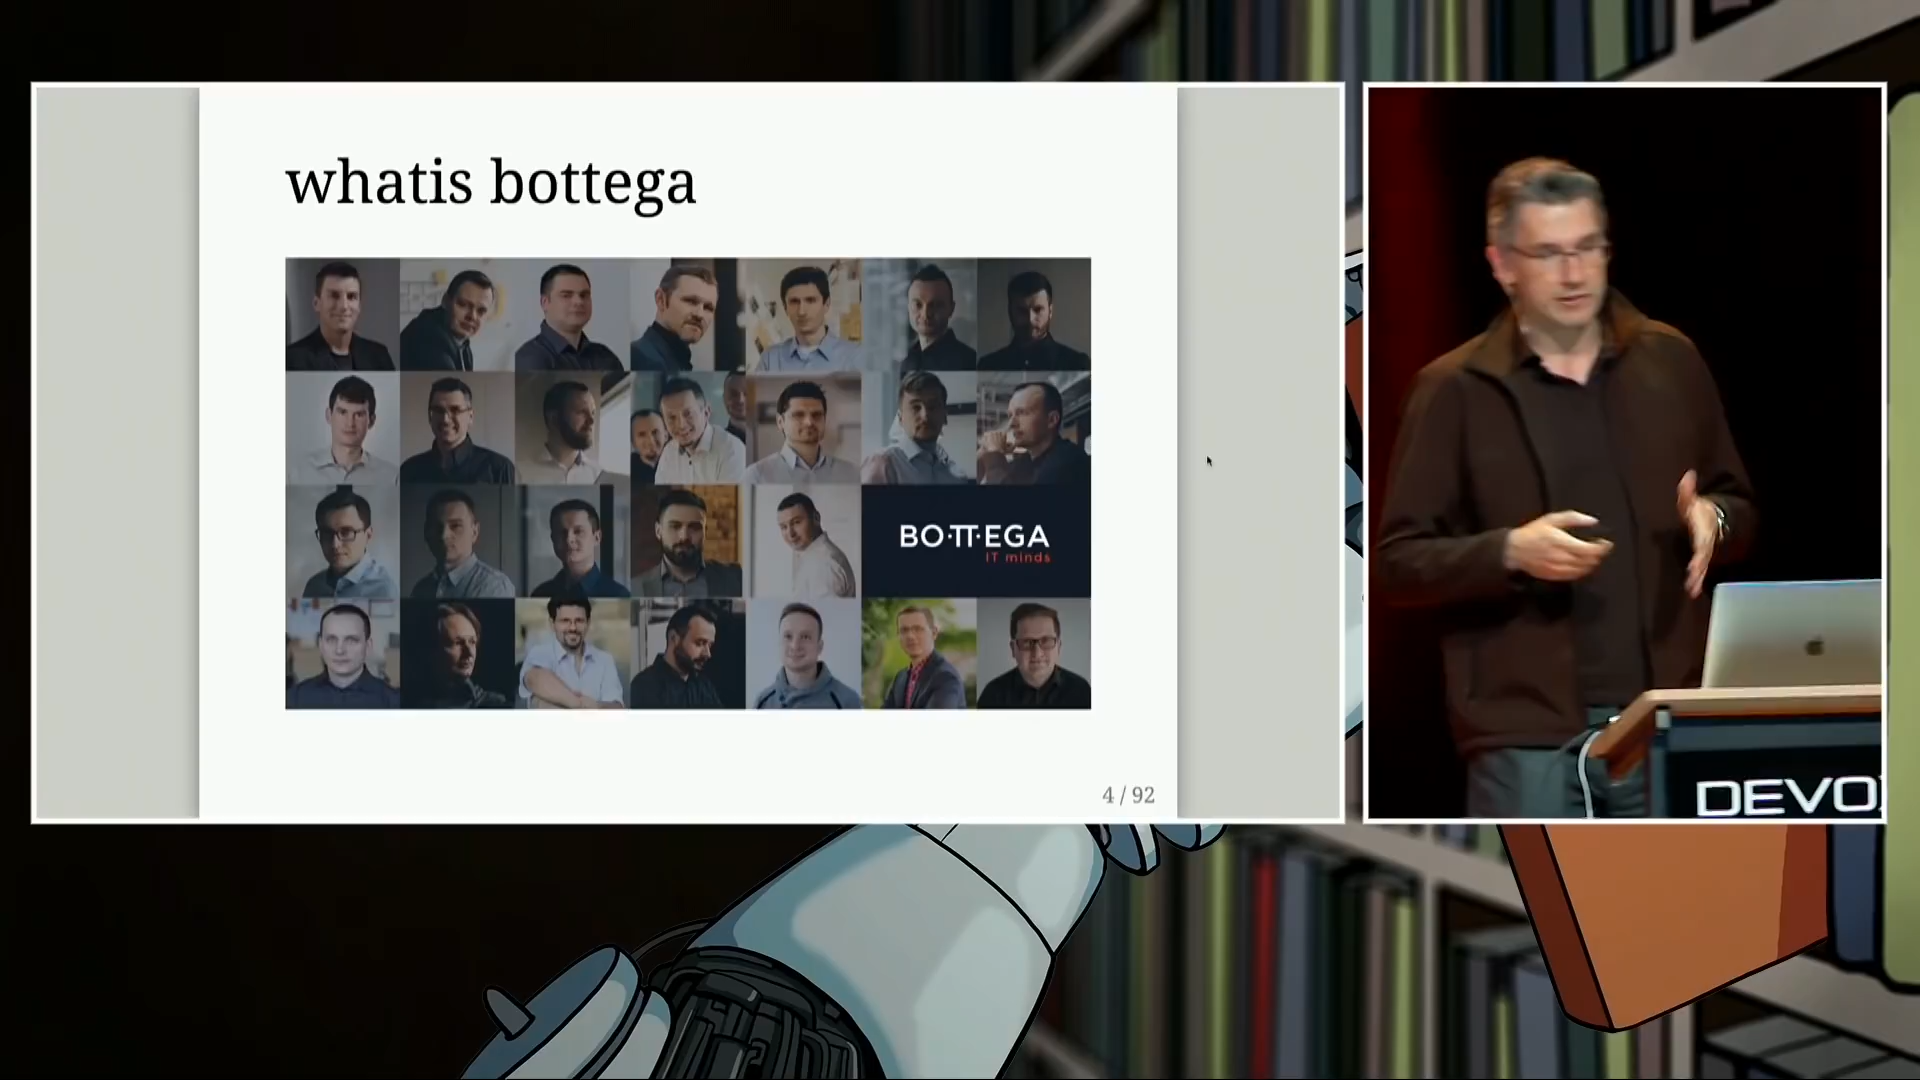 whatis bottega
BO·TT·EGA
IT minds
4 / 92
DEVO